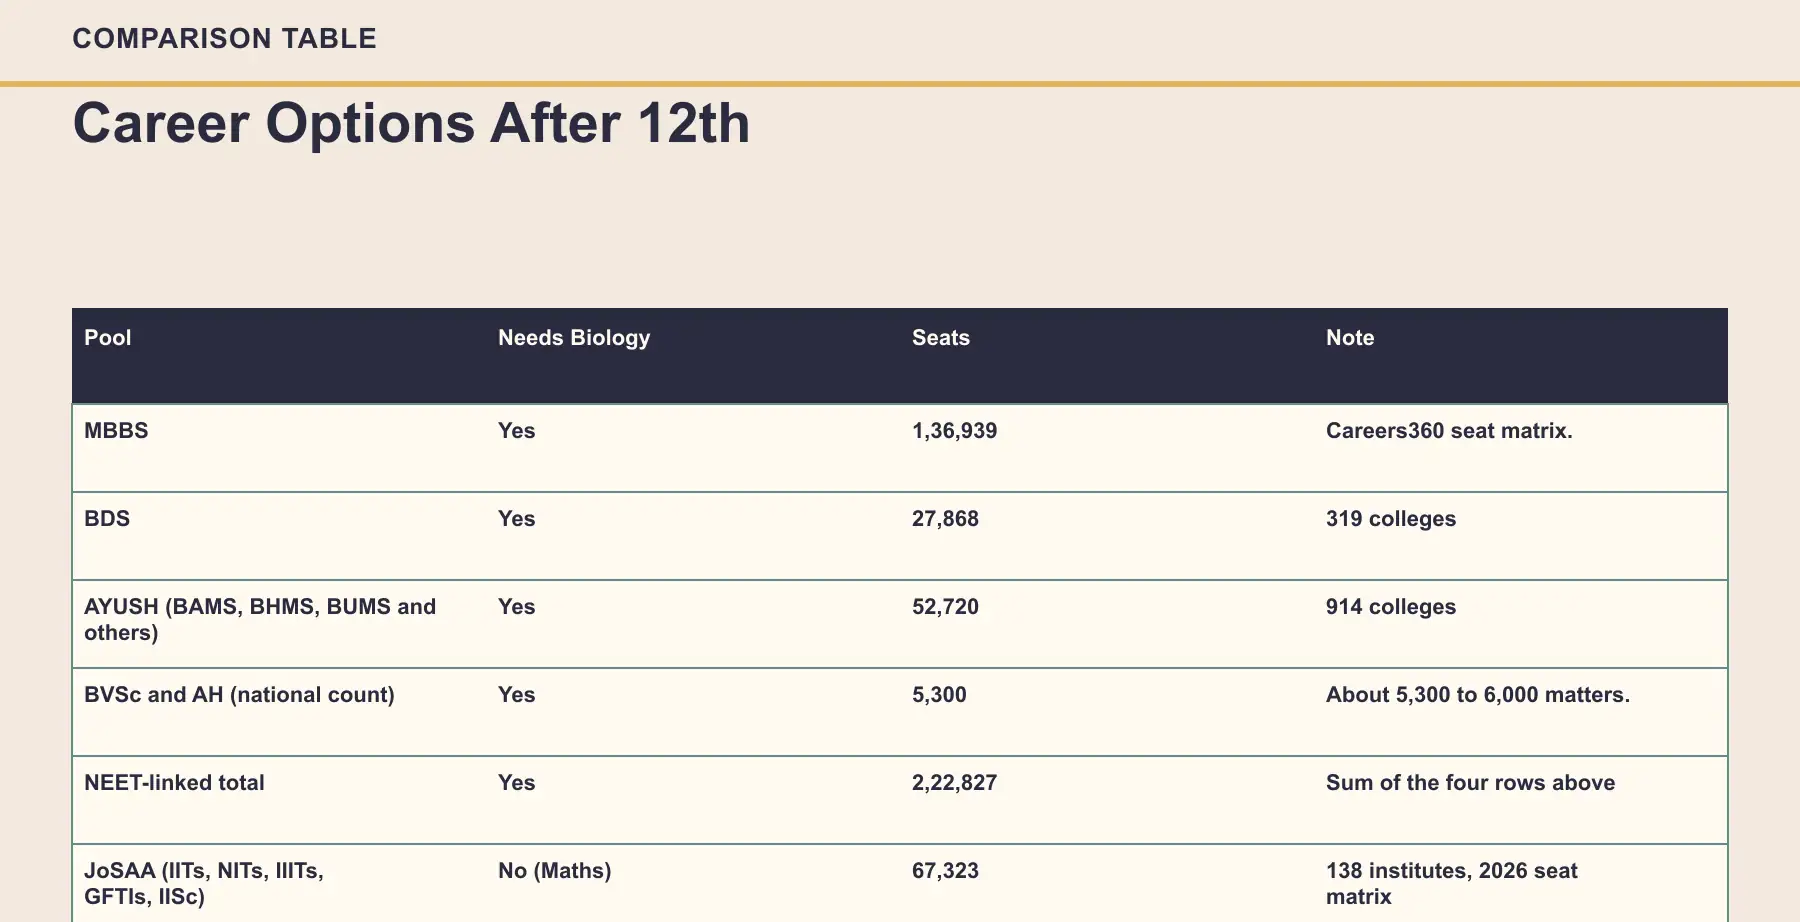 COMPARISON TABLE
Career Options After 12th
Pool Needs Biology Seats Note
MBBS Yes 1,36,939 Careers360 seat matrix.
BDS Yes 27,868 319 colleges
AYUSH (BAMS, BHMS, BUMS and
others) Yes 52,720 914 colleges
BVSc and AH (national count) Yes 5,300 About 5,300 to 6,000 matters.
NEET-linked total Yes 2,22,827 Sum of the four rows above
JoSAA (IITs, NITs, IIITs,
GFTIs, IISc) No (Maths) 67,323 138 institutes, 2026 seat
matrix